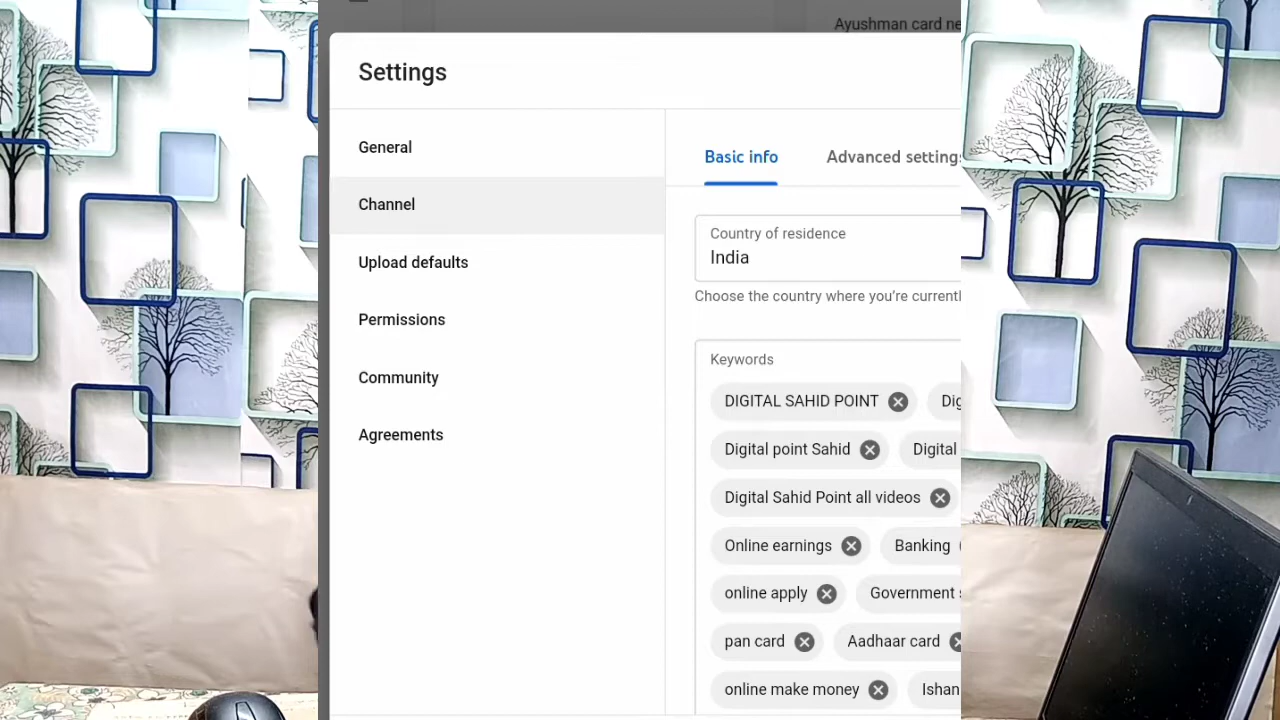 Ayushman card ne
Settings
General
Channel
Upload defaults
Permissions
Community
Agreements
Basic info Advanced settings
Country of residence
India
Choose the country where you're currentl
Keywords
DIGITAL SAHID POINT Dig
Digital point Sahid Digital
Digital Sahid Point all videos
Online earnings Banking
online apply Government s
pan card Aadhaar card
online make money Ishan